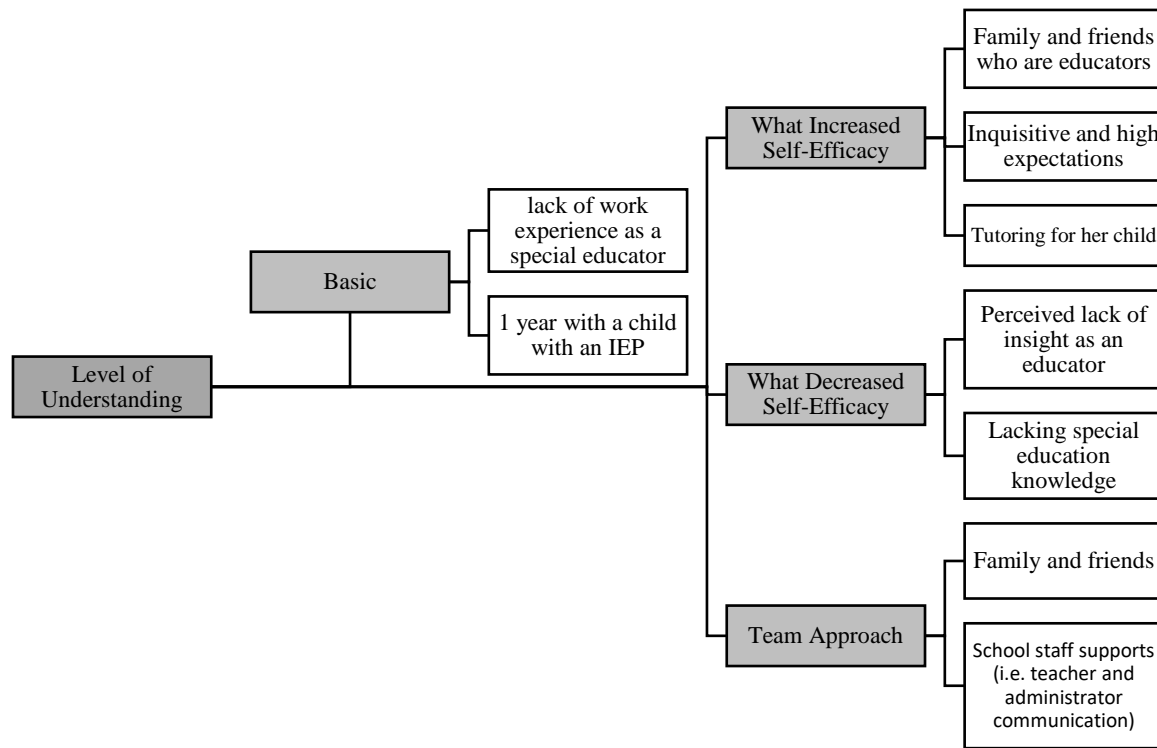 Level of
Understanding
Basic
lack of work
experience as a
special educator
1 year with a child
with an IEP
What Increased
Self-Efficacy
Family and friends
who are educators
Inquisitive and high
expectations
Tutoring for her child
What Decreased
Self-Efficacy
Perceived lack of
insight as an
educator
Lacking special
education
knowledge
Team Approach
Family and friends
School staff supports
(i.e. teacher and
administrator
communication)